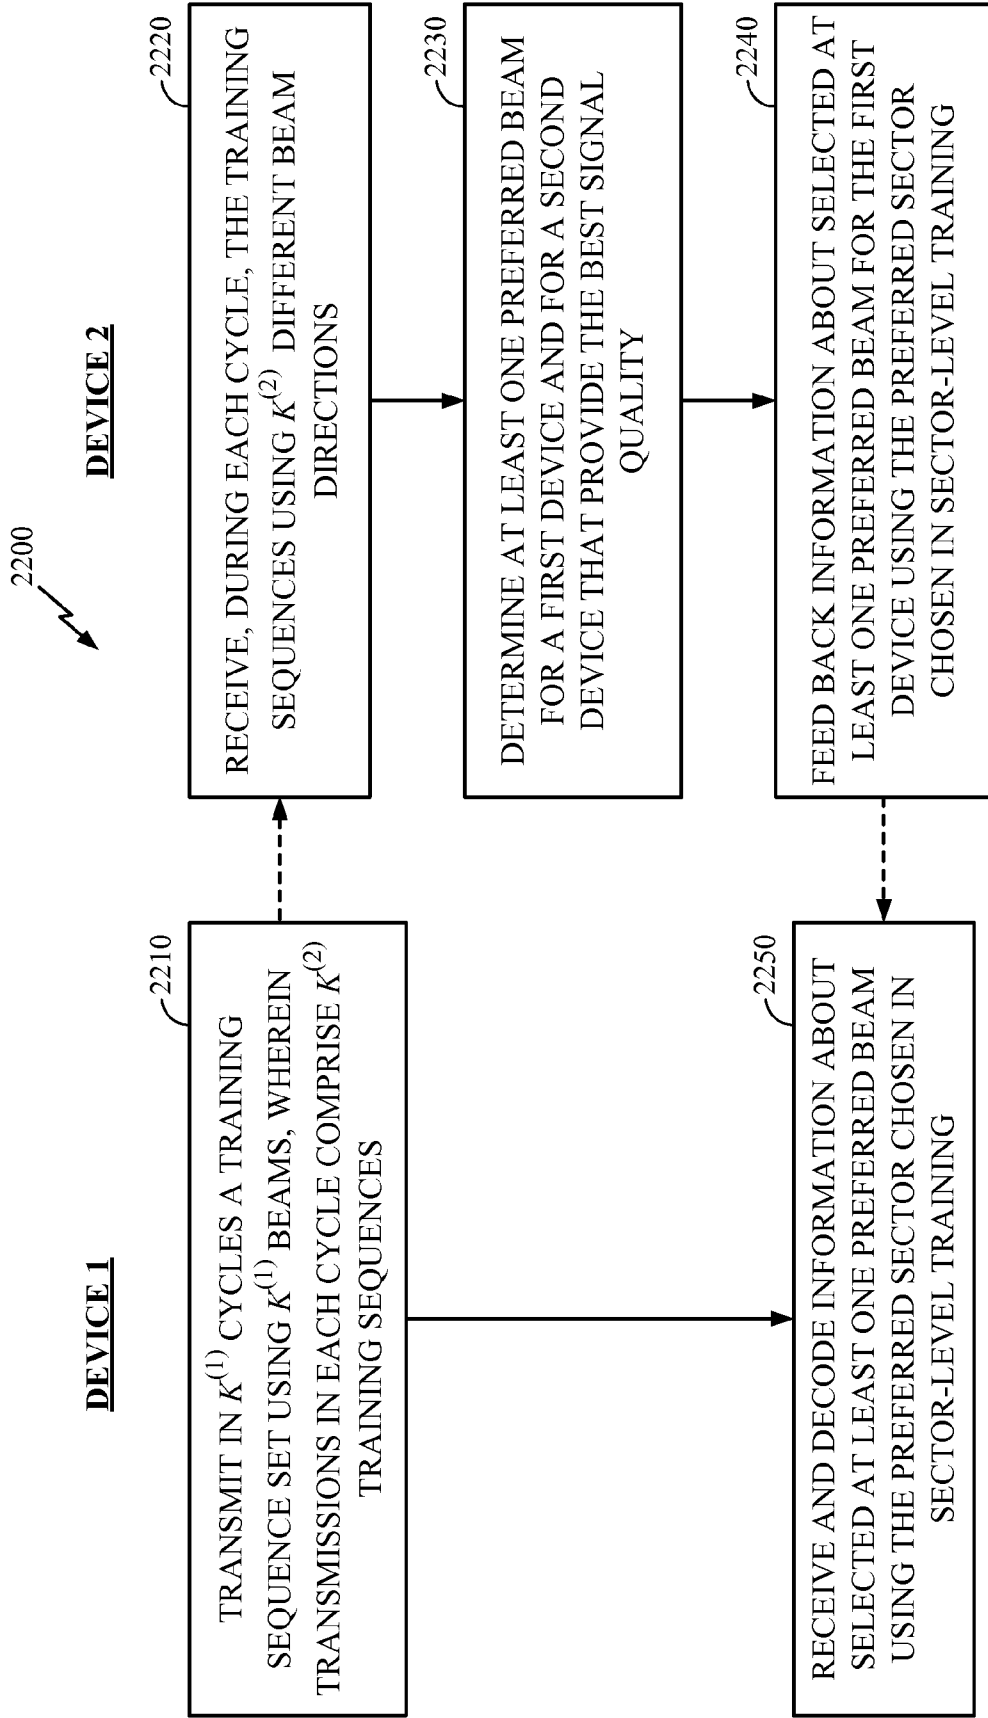 2200
DEVICE 1
DEVICE 2
2210
TRANSMIT IN K(1) CYCLES A TRAINING
SEQUENCE SET USING K(1) BEAMS, WHEREIN
TRANSMISSIONS IN EACH CYCLE COMPRISE K(2)
TRAINING SEQUENCES
2220
RECEIVE, DURING EACH CYCLE, THE TRAINING
SEQUENCES USING K(2) DIFFERENT BEAM
DIRECTIONS
2230
DETERMINE AT LEAST ONE PREFERRED BEAM
FOR A FIRST DEVICE AND FOR A SECOND
DEVICE THAT PROVIDE THE BEST SIGNAL
QUALITY
2240
FEED BACK INFORMATION ABOUT SELECTED AT
LEAST ONE PREFERRED BEAM FOR THE FIRST
DEVICE USING THE PREFERRED SECTOR
CHOSEN IN SECTOR-LEVEL TRAINING
2250
RECEIVE AND DECODE INFORMATION ABOUT
SELECTED AT LEAST ONE PREFERRED BEAM
USING THE PREFERRED SECTOR CHOSEN IN
SECTOR-LEVEL TRAINING